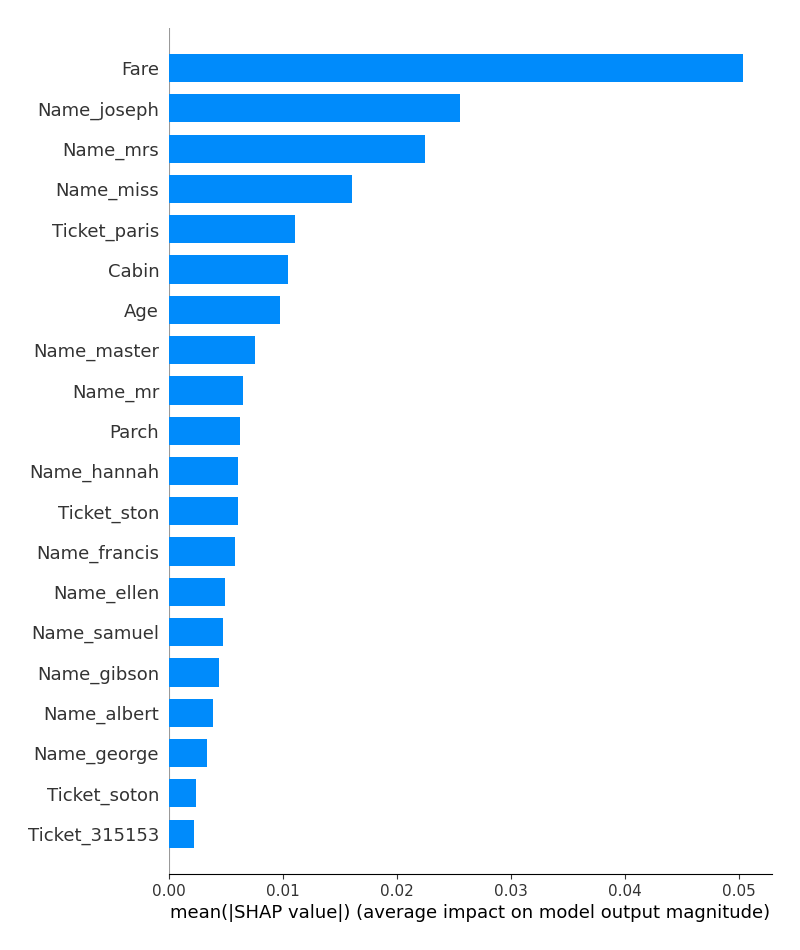 Fare
Name_joseph
Name_mrs
Name_miss
Ticket_paris
Cabin
Age
Name_master
Name_mr
Parch
Name_hannah
Ticket_ston
Name_francis
Name_ellen
Name_samuel
Name_gibson
Name_albert
Name_george
Ticket_soton
Ticket_315153
0.00 0.01 0.02 0.03 0.04 0.05
mean(|SHAP value|) (average impact on model output magnitude)